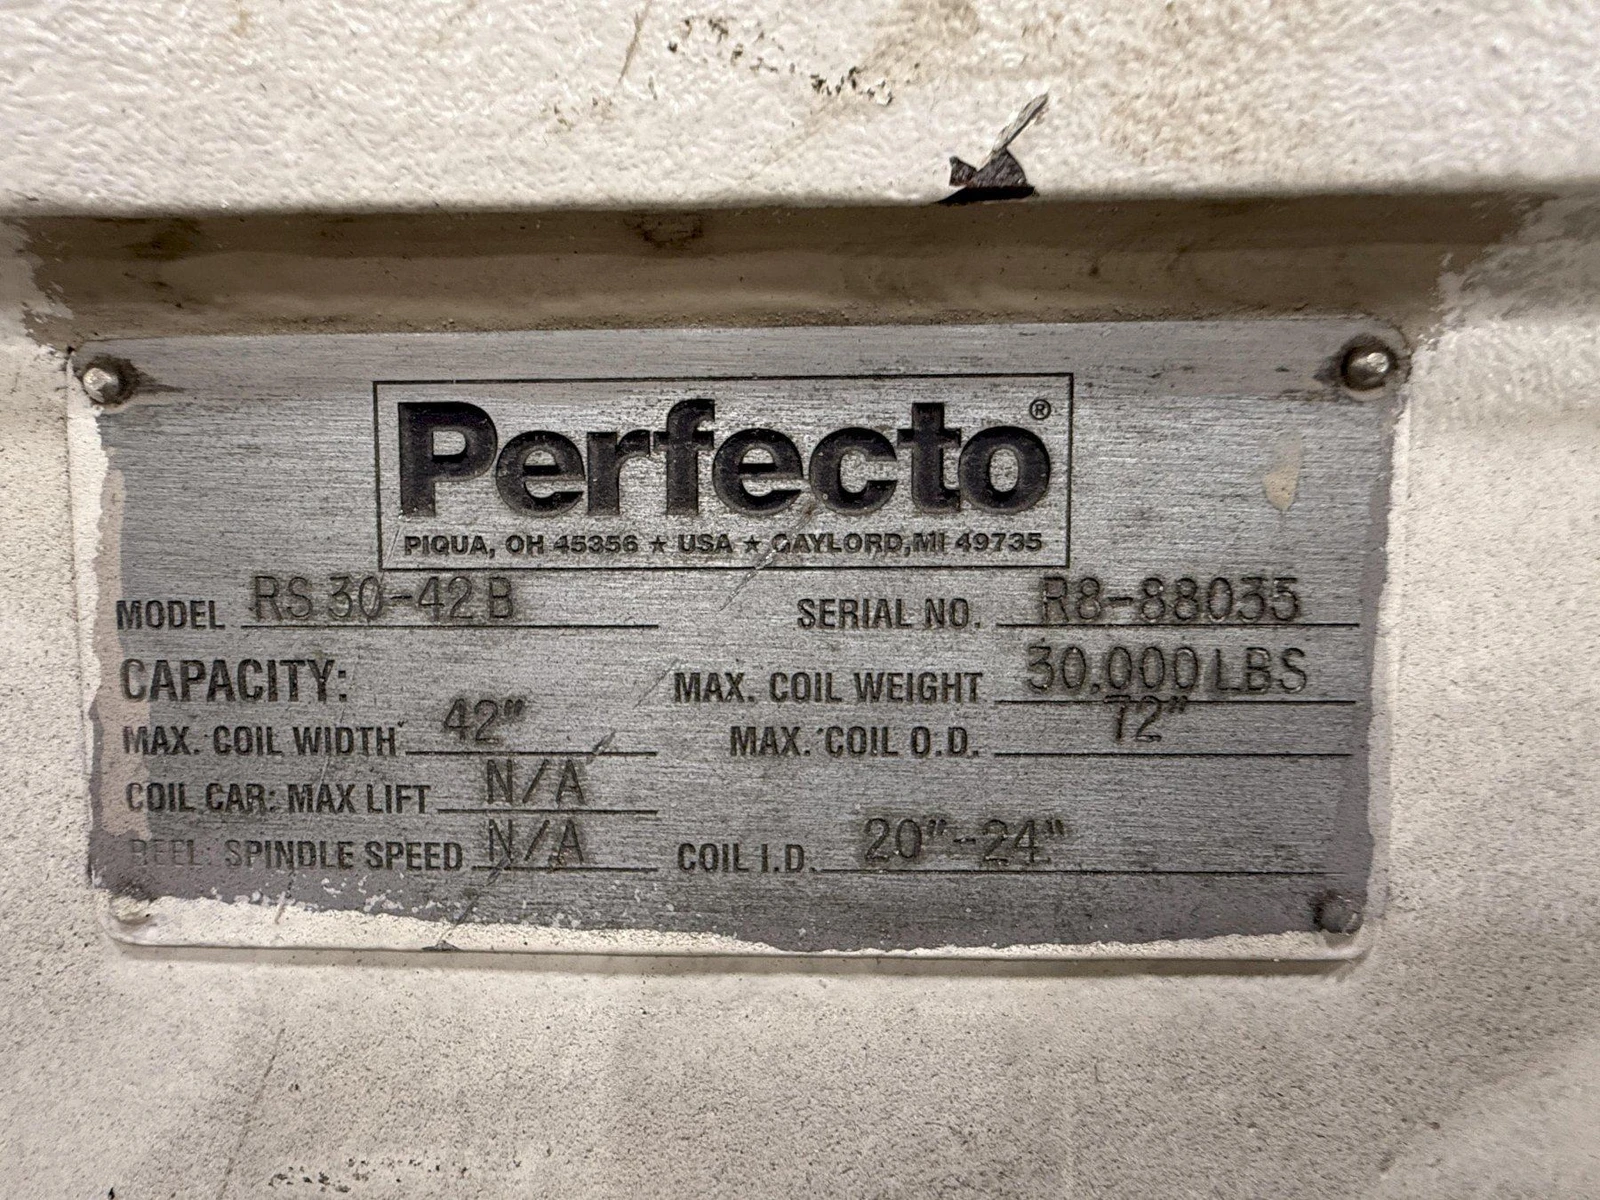 Perfecto®
PIQUA, OH 45356 ★ USA ★ GAYLORD, MI 49735
MODEL RS 30-42 B SERIAL NO. R8-88035
CAPACITY: MAX. COIL WEIGHT 30,000 LBS
MAX. COIL WIDTH 42" MAX. COIL O.D. 72"
COIL CAR: MAX LIFT N/A
REEL: SPINDLE SPEED N/A COIL I.D. 20"-24"